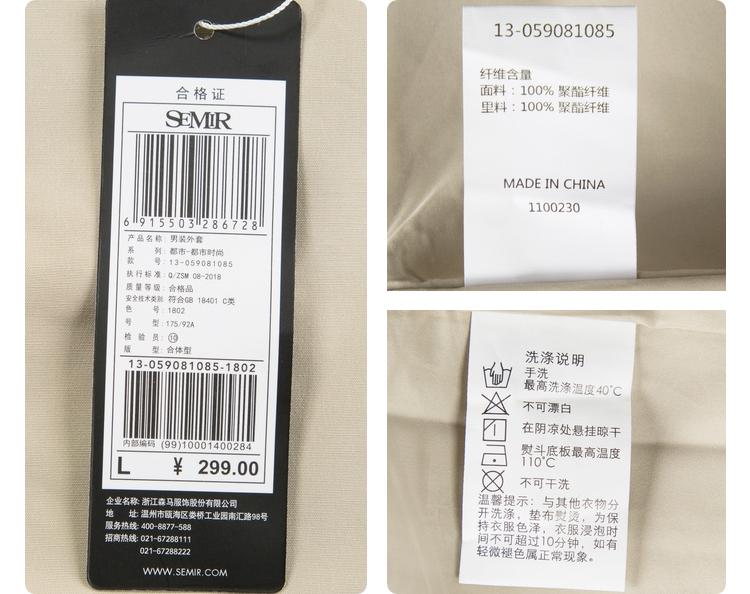 合格证
SEMIR
6 915503 286728
产品名称: 男装外套
系 列: 都市-都市时尚
款 号: 13-059081085
执行标准: Q/ZSM 08-2018
质量等级: 合格品
安全技术类别: 符合GB 18401 C类
色 号: 1802
号 型: 175/92A
检 验 员: ⑩
版 型: 合体型
13-059081085-1802
内部编码 (99)10001400284
L ¥ 299.00
企业名称: 浙江森马服饰股份有限公司
地 址: 温州市瓯海区娄桥工业园南汇路98号
服务热线: 400-8877-588
招商热线: 021-67288111
021-67288222
WWW.SEMIR.COM
13-059081085
纤维含量
面料：100% 聚酯纤维
里料：100% 聚酯纤维
MADE IN CHINA
1100230
洗涤说明
手洗
最高洗涤温度40℃
不可漂白
在阴凉处悬挂晾干
熨斗底板最高温度
110℃
不可干洗
温馨提示：与其他衣物分
开洗涤，垫布熨烫，为保
持衣服色泽，衣服浸泡时
间不可超过10分钟，如有
轻微褪色属正常现象。